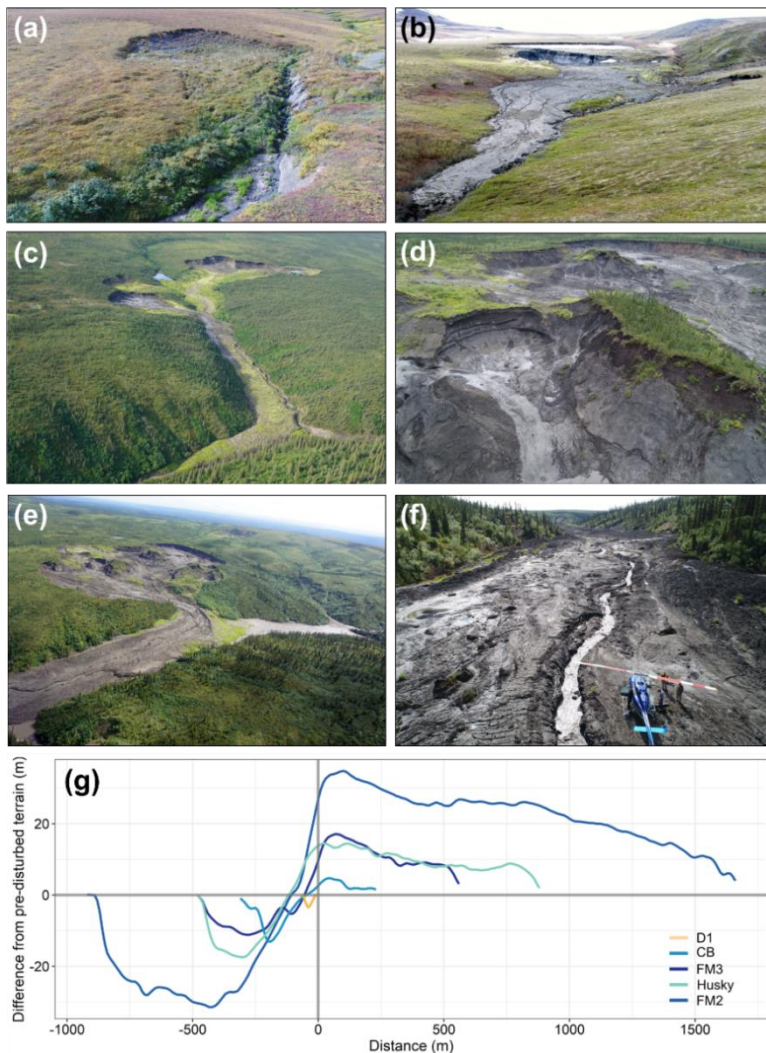 (a)
(b)
(c)
(d)
(e)
(f)
(g)
Difference from pre-disturbed terrain (m)
20
0
-20
D1
CB
FM3
Husky
FM2
-1000
-500
0
500
1000
1500
Distance (m)